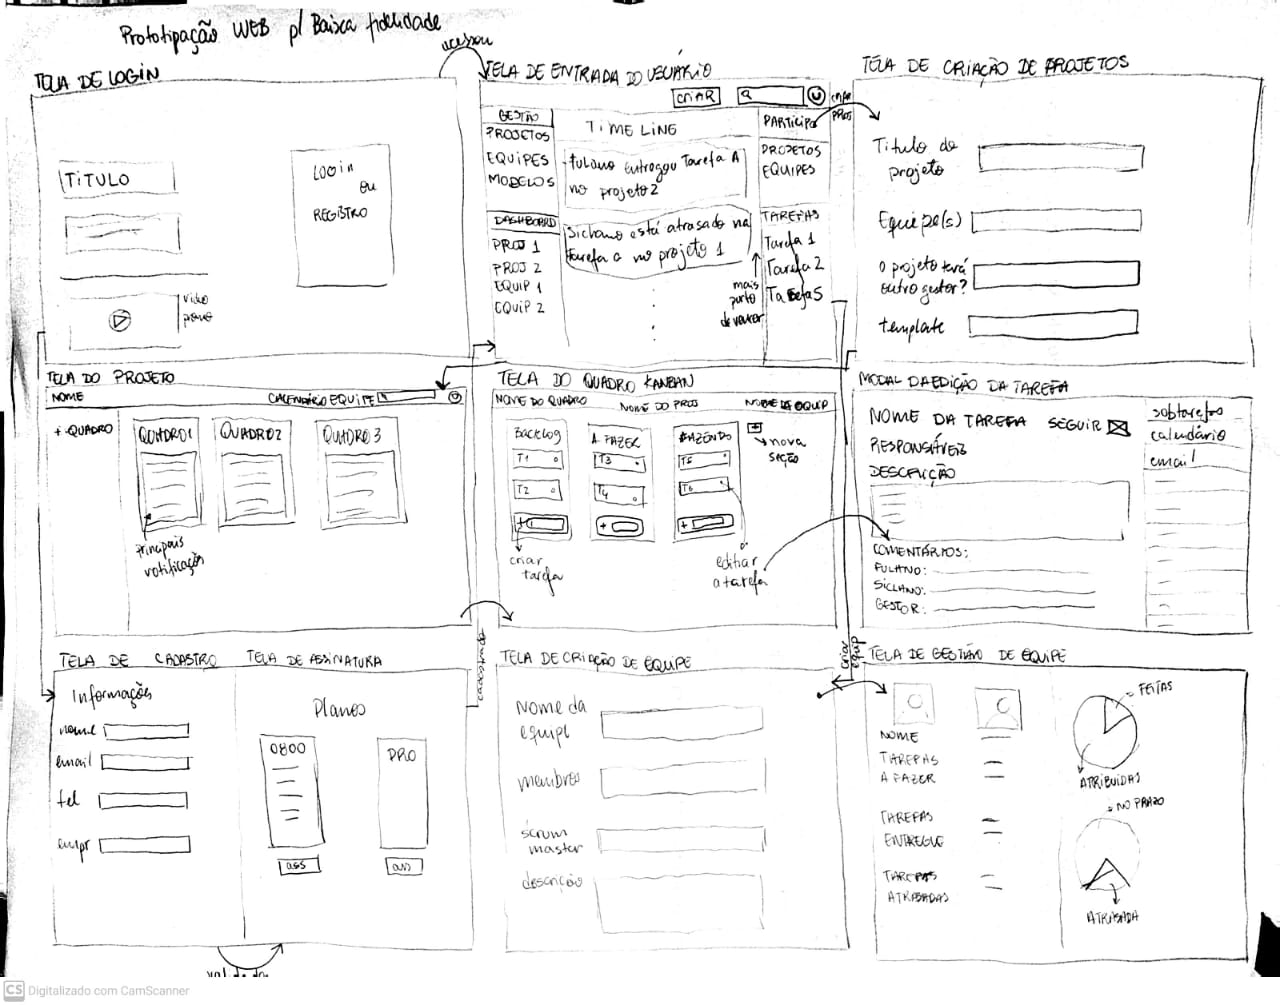 Prototipação WEB p/ Baixa fidelidade
TELA DE LOGIN
TÍTULO
LOGIN
ou
REGISTRO
video
acessou
TELA DE ENTRADA DO USUÁRIO
CRIAR
GESTÃO
PROJETOS
EQUIPES
MODELOS
DASHBOARD
PROJ 1
PROJ 2
EQUIP 1
EQUIP 2
TIME LINE
fulano entregou Tarefa A
no projeto 2
Siclano está atrasado na
tarefa a no projeto 1
mais
perto
de vencer
PARTICIPO
PROJETOS
EQUIPES
TAREFAS
Tarefa 1
Tarefa 2
Tarefa 5
criar
PROJ
TELA DE CRIAÇÃO DE PROJETOS
Titulo do
projeto
Equipe(s)
o projeto terá
outro gestor?
template
TELA DO PROJETO
NOME
CALENDÁRIO EQUIPE
+ QUADRO
QUADRO 1
QUADRO 2
QUADRO 3
principais
notificação
TELA DO QUADRO KANBAN
NOME DO QUADRO
NOME DO PROJ
NOME DA EQUIP
Backlog
T1
T2
+
A FAZER
T3
T4
+
FAZENDO
T5
T6
+
+
nova
seção
criar
tarefa
editar
a tarefa
MODAL DA EDIÇÃO DA TAREFA
NOME DA TAREFA SEGUIR
RESPONSÁVEIS
DESCRIÇÃO
COMENTÁRIOS:
FULANO:
SICLANO:
GESTOR:
subtarefas
calendário
email
TELA DE CADASTRO
Informações
nome
email
tel
empr
TELA DE ASSINATURA
Planos
0800
ass
PRO
ass
cadastrado
TELA DE CRIAÇÃO DE EQUIPE
Nome da
equipe
membros
scrum
master
descrição
criar
equip
TELA DE GESTÃO DE EQUIPE
NOME
TAREFAS
A FAZER
TAREFAS
ENTREGUE
TAREFAS
ATRASADAS
FEITAS
ATRIBUIDAS
NO PRAZO
ATRASADA
CS Digitalizado com CamScanner